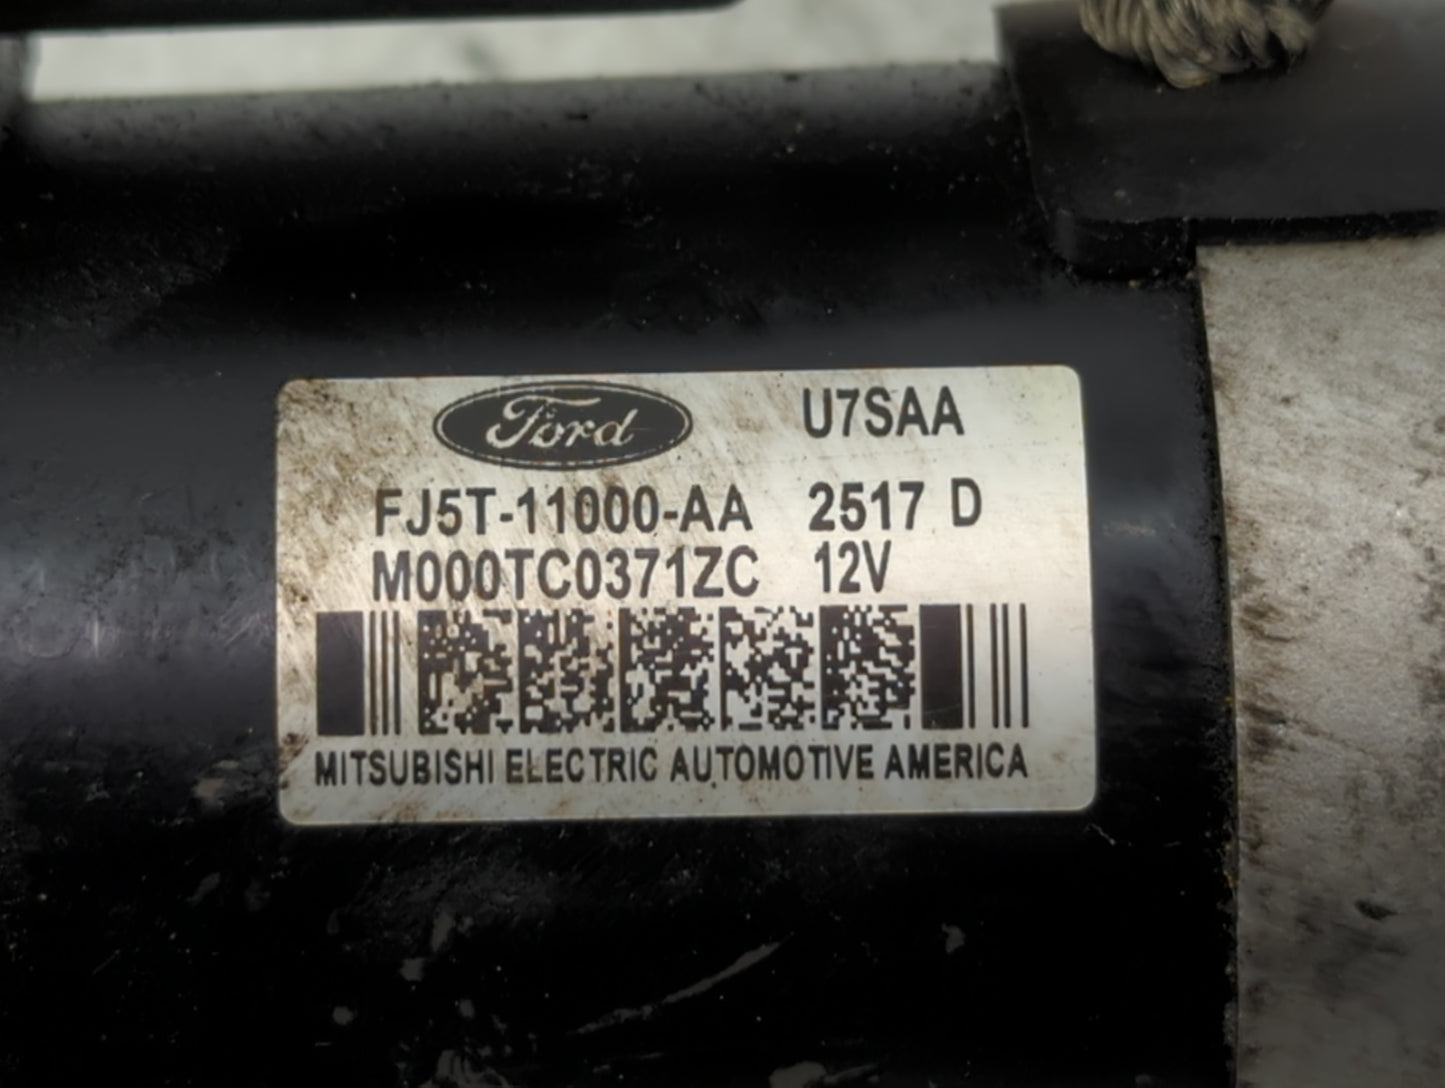 Ford U7SAA
FJ5T-11000-AA 2517 D
M000TC0371ZC 12V
MITSUBISHI ELECTRIC AUTOMOTIVE AMERICA